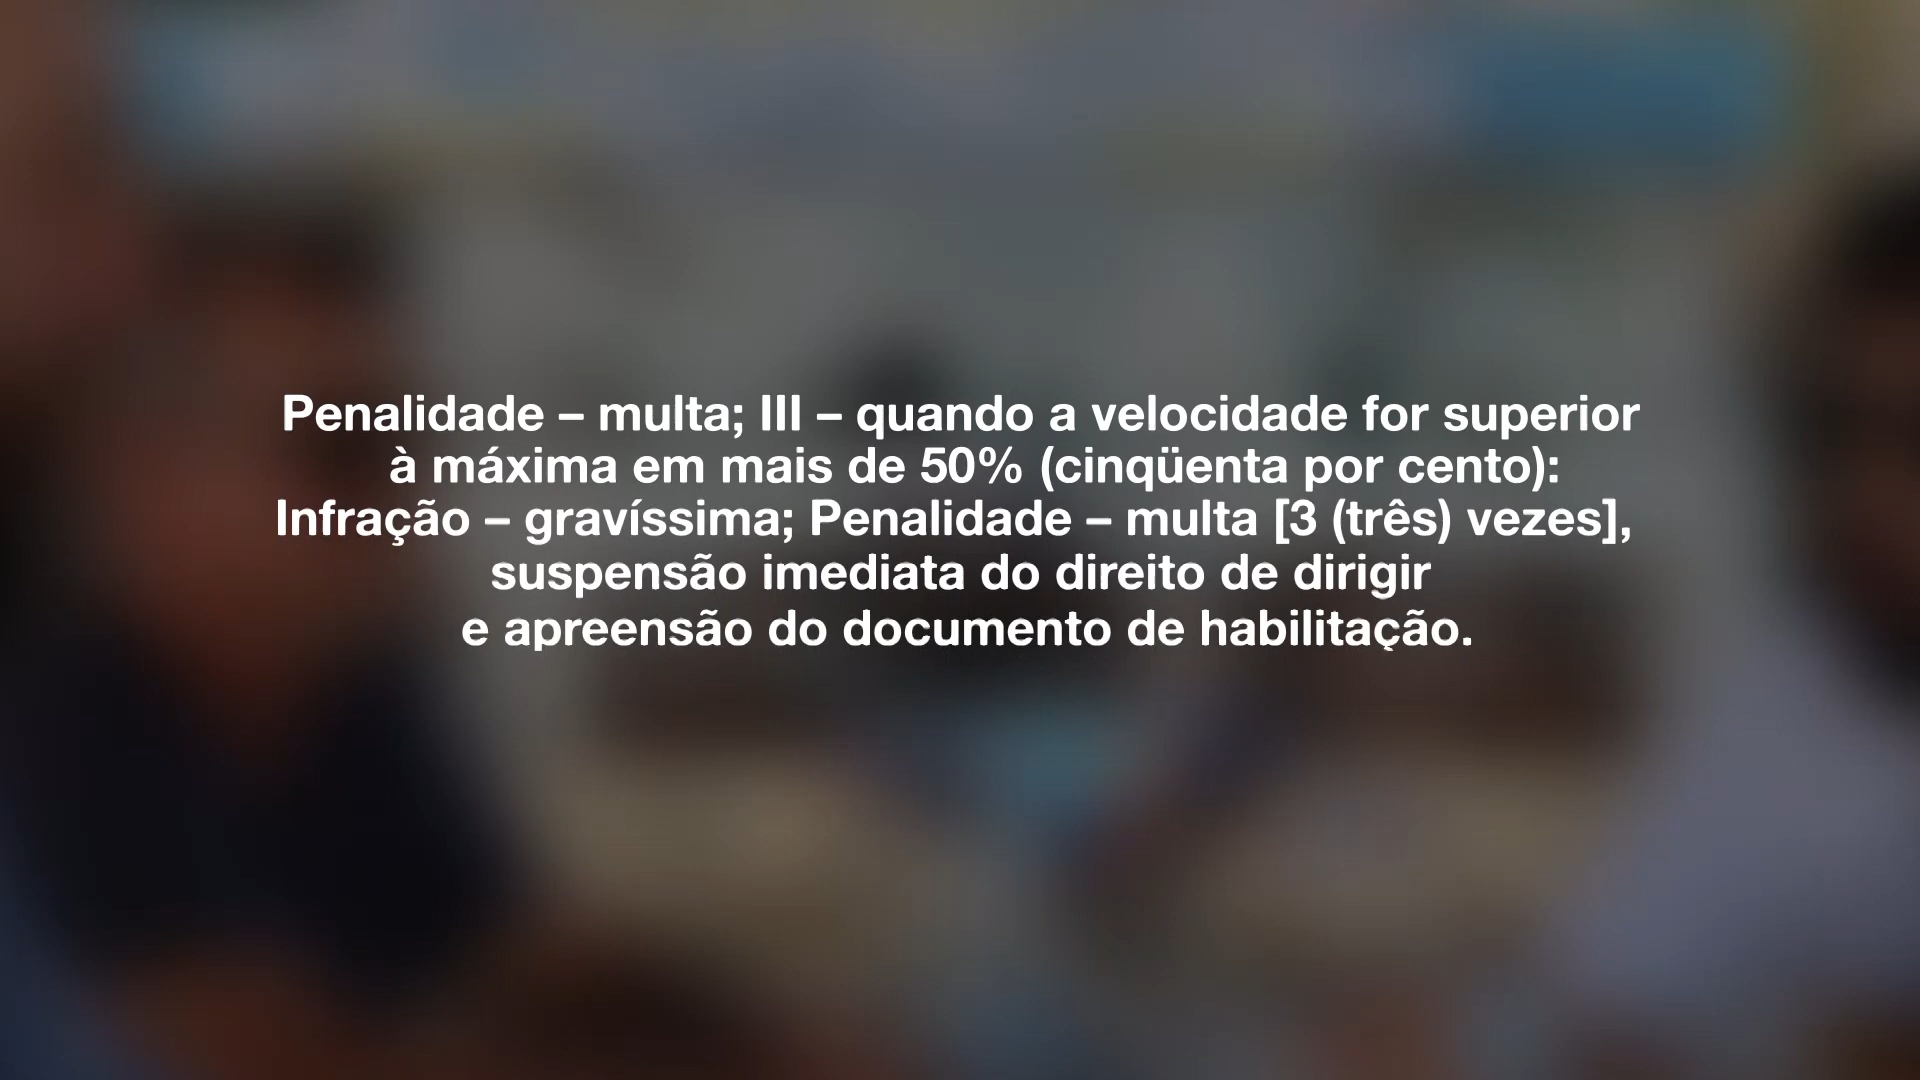 Penalidade – multa; III – quando a velocidade for superior
à máxima em mais de 50% (cinqüenta por cento):
Infração – gravíssima; Penalidade – multa [3 (três) vezes],
suspensão imediata do direito de dirigir
e apreensão do documento de habilitação.